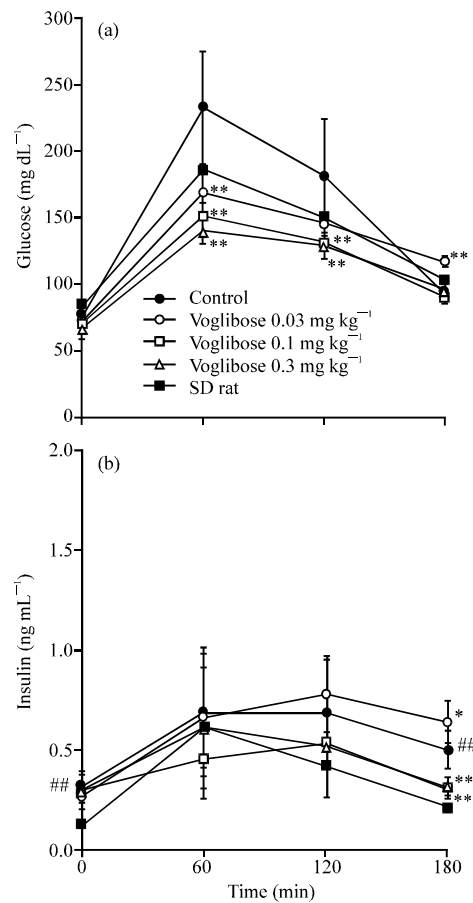 300
(a)
250
200
150
100
50
0
Glucose (mg dL⁻¹)
**
**
**
**
**
**
Control
Voglibose 0.03 mg kg⁻¹
Voglibose 0.1 mg kg⁻¹
Voglibose 0.3 mg kg⁻¹
SD rat
2.0
(b)
1.5
1.0
0.5
0.0
Insulin (ng mL⁻¹)
##
*
##
**
**
0 60 120 180
Time (min)